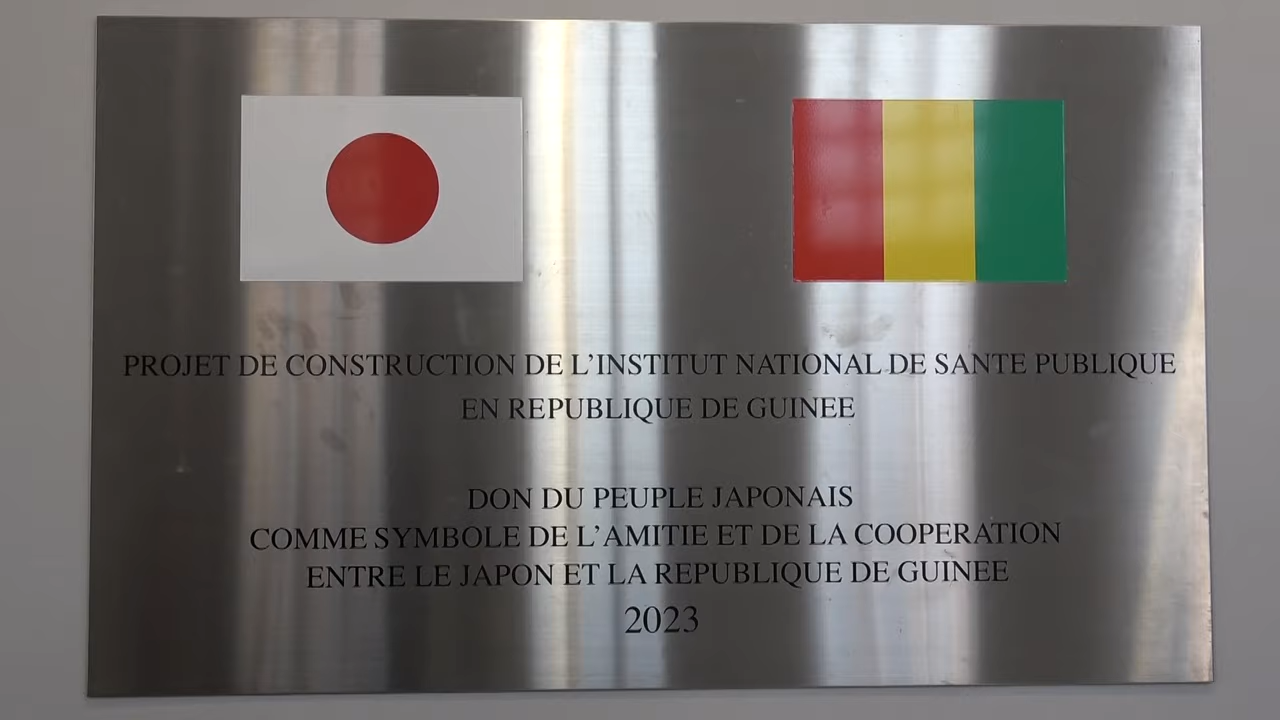 PROJET DE CONSTRUCTION DE L’INSTITUT NATIONAL DE SANTE PUBLIQUE
EN REPUBLIQUE DE GUINEE
DON DU PEUPLE JAPONAIS
COMME SYMBOLE DE L’AMITIE ET DE LA COOPERATION
ENTRE LE JAPON ET LA REPUBLIQUE DE GUINEE
2023